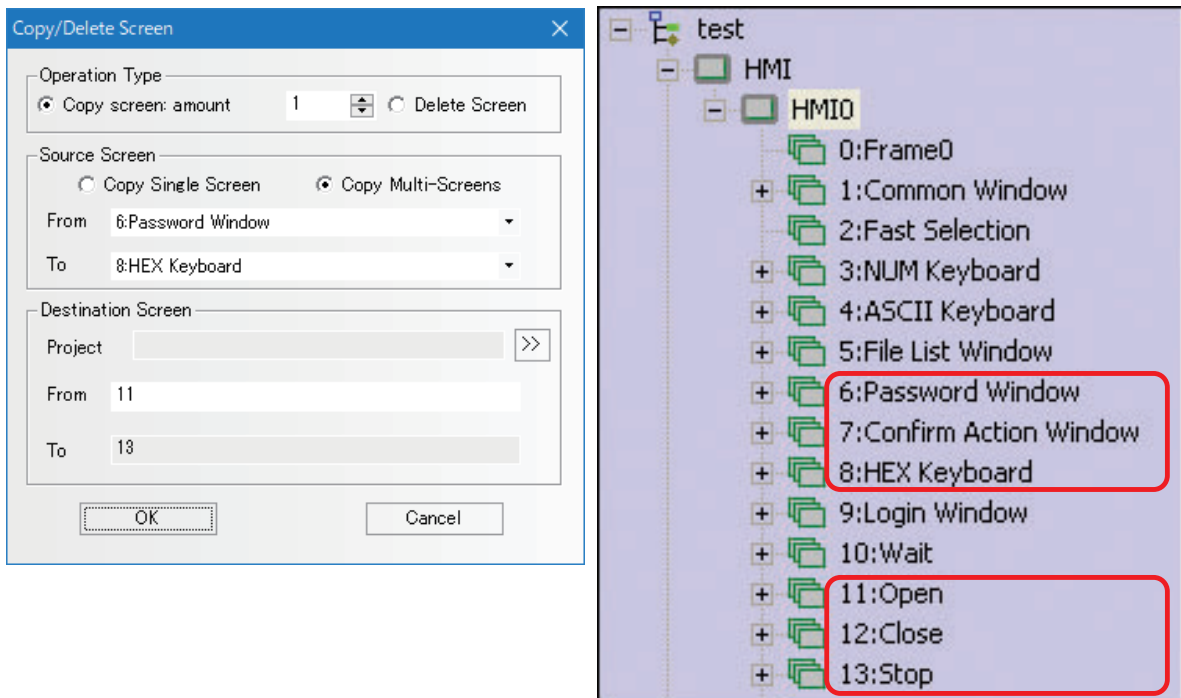 Copy/Delete Screen
Operation Type
Copy screen: amount 1 Delete Screen
Source Screen
Copy Single Screen Copy Multi-Screens
From 6:Password Window
To 8:HEX Keyboard
Destination Screen
Project >>
From 11
To 13
OK Cancel
test
HMI
HMI0
0:Frame0
1:Common Window
2:Fast Selection
3:NUM Keyboard
4:ASCII Keyboard
5:File List Window
6:Password Window
7:Confirm Action Window
8:HEX Keyboard
9:Login Window
10:Wait
11:Open
12:Close
13:Stop